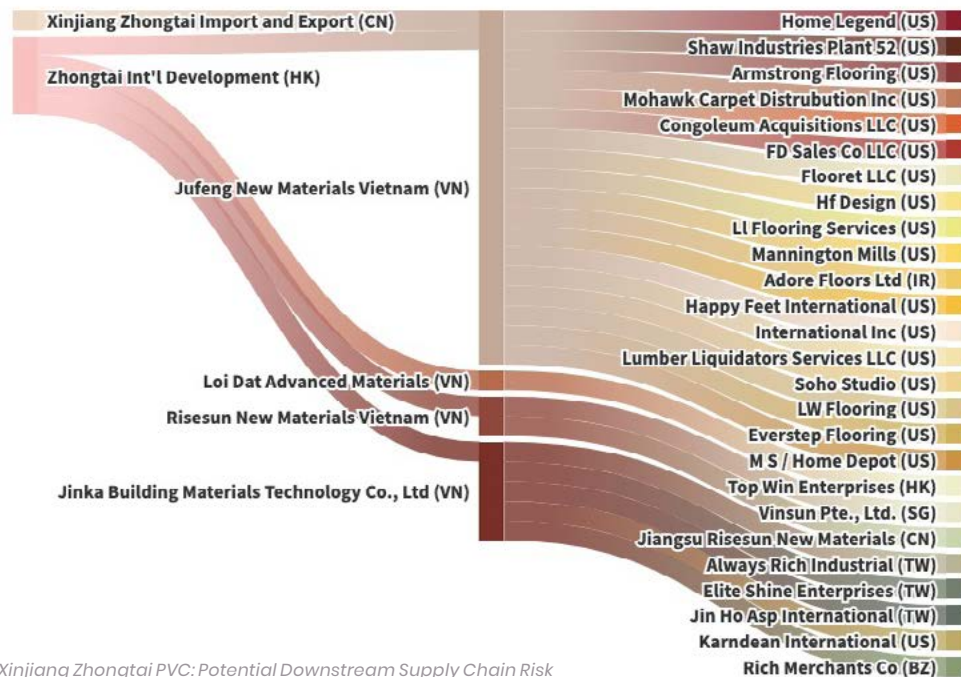 Xinjiang Zhongtai Import and Export (CN)
Zhongtai Int'l Development (HK)
Jufeng New Materials Vietnam (VN)
Loi Dat Advanced Materials (VN)
Risesun New Materials Vietnam (VN)
Jinka Building Materials Technology Co., Ltd (VN)
Home Legend (US)
Shaw Industries Plant 52 (US)
Armstrong Flooring (US)
Mohawk Carpet Distrubution Inc (US)
Congoleum Acquisitions LLC (US)
FD Sales Co LLC (US)
Flooret LLC (US)
Hf Design (US)
Ll Flooring Services (US)
Mannington Mills (US)
Adore Floors Ltd (IR)
Happy Feet International (US)
International Inc (US)
Lumber Liquidators Services LLC (US)
Soho Studio (US)
LW Flooring (US)
Everstep Flooring (US)
M S / Home Depot (US)
Top Win Enterprises (HK)
Vinsun Pte., Ltd. (SG)
Jiangsu Risesun New Materials (CN)
Always Rich Industrial (TW)
Elite Shine Enterprises (TW)
Jin Ho Asp International (TW)
Karndean International (US)
Rich Merchants Co (BZ)
Xinjiang Zhongtai PVC: Potential Downstream Supply Chain Risk